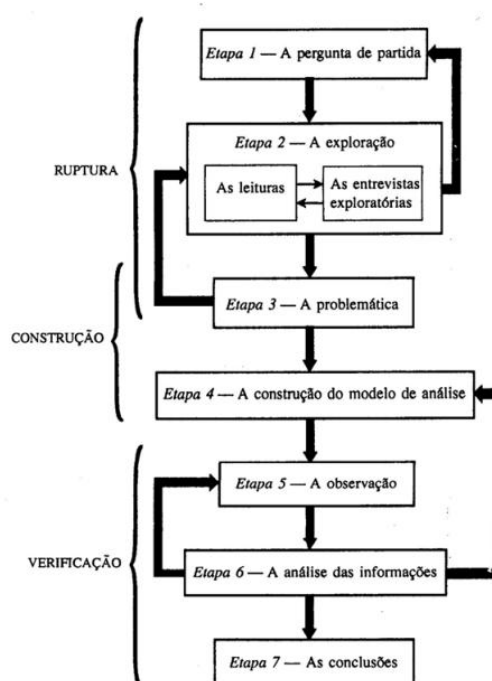 Etapa 1 — A pergunta de partida
Etapa 2 — A exploração
As leituras
As entrevistas
exploratórias
RUPTURA
Etapa 3 — A problemática
CONSTRUÇÃO
Etapa 4 — A construção do modelo de análise
Etapa 5 — A observação
VERIFICAÇÃO
Etapa 6 — A análise das informações
Etapa 7 — As conclusões